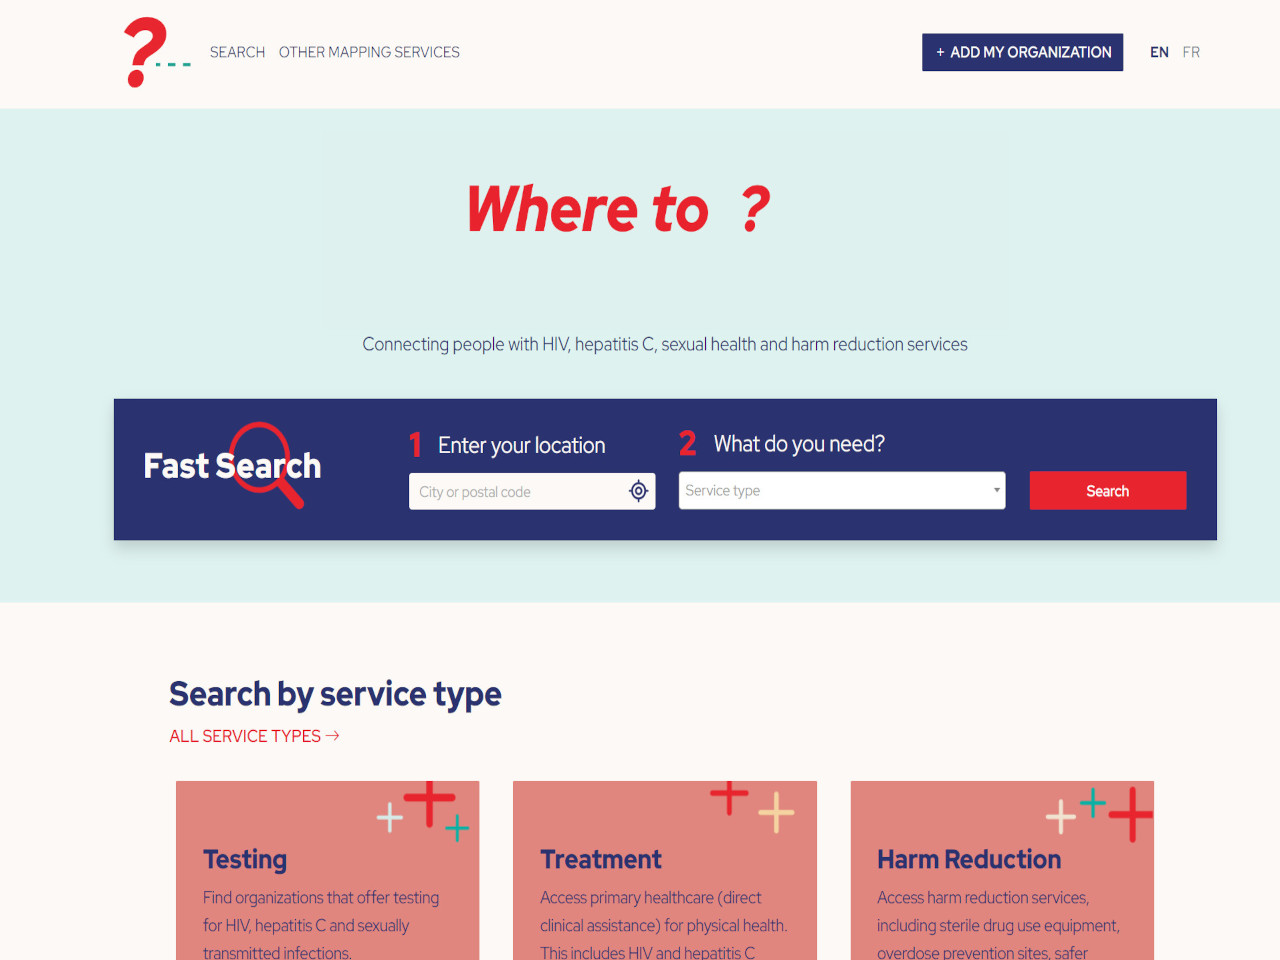 ?
SEARCH OTHER MAPPING SERVICES
+ ADD MY ORGANIZATION
EN FR
Where to ?
Connecting people with HIV, hepatitis C, sexual health and harm reduction services
Fast Search
1 Enter your location
City or postal code
2 What do you need?
Service type
Search
Search by service type
ALL SERVICE TYPES →
Testing
Find organizations that offer testing
for HIV, hepatitis C and sexually
transmitted infections.
Treatment
Access primary healthcare (direct
clinical assistance) for physical health.
This includes HIV and hepatitis C
Harm Reduction
Access harm reduction services,
including sterile drug use equipment,
overdose prevention sites, safer